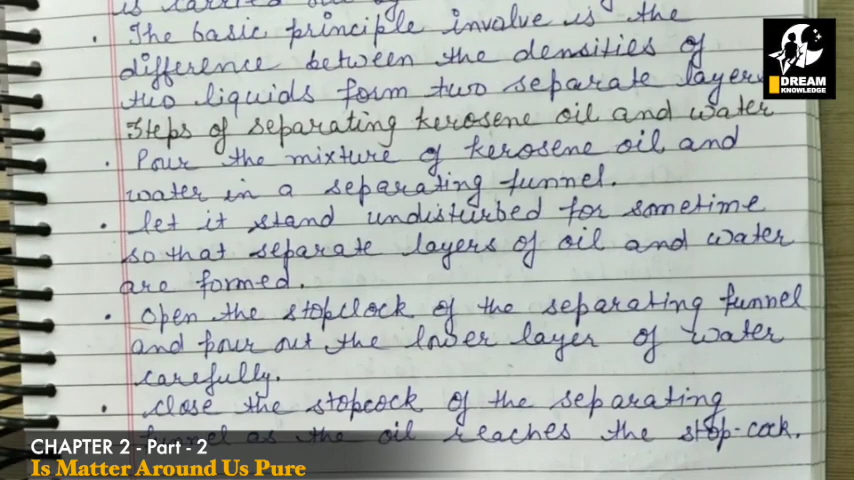 is carried out
• The basic principle involve is the
difference between the densities of
two liquids form two separate layers
Steps of separating kerosene oil and water
• Pour the mixture of kerosene oil and
water in a separating funnel.
• let it stand undisturbed for sometime
so that separate layers of oil and water
are formed.
• Open the stopclock of the separating funnel
and pour out the lower layer of water
carefully.
• close the stopcock of the separating
funnel as the oil reaches the stop-cock.
DREAM
KNOWLEDGE
CHAPTER 2 - Part - 2
Is Matter Around Us Pure